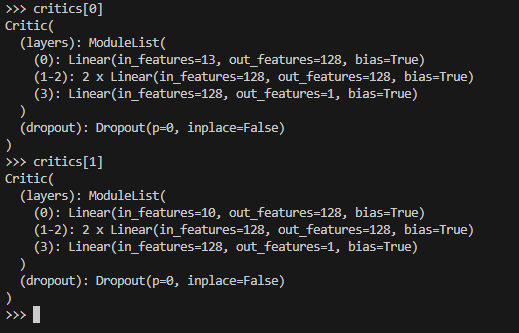 >>> critics[0]
Critic(
  (layers): ModuleList(
    (0): Linear(in_features=13, out_features=128, bias=True)
    (1-2): 2 x Linear(in_features=128, out_features=128, bias=True)
    (3): Linear(in_features=128, out_features=1, bias=True)
  )
  (dropout): Dropout(p=0, inplace=False)
)
>>> critics[1]
Critic(
  (layers): ModuleList(
    (0): Linear(in_features=10, out_features=128, bias=True)
    (1-2): 2 x Linear(in_features=128, out_features=128, bias=True)
    (3): Linear(in_features=128, out_features=1, bias=True)
  )
  (dropout): Dropout(p=0, inplace=False)
)
>>>